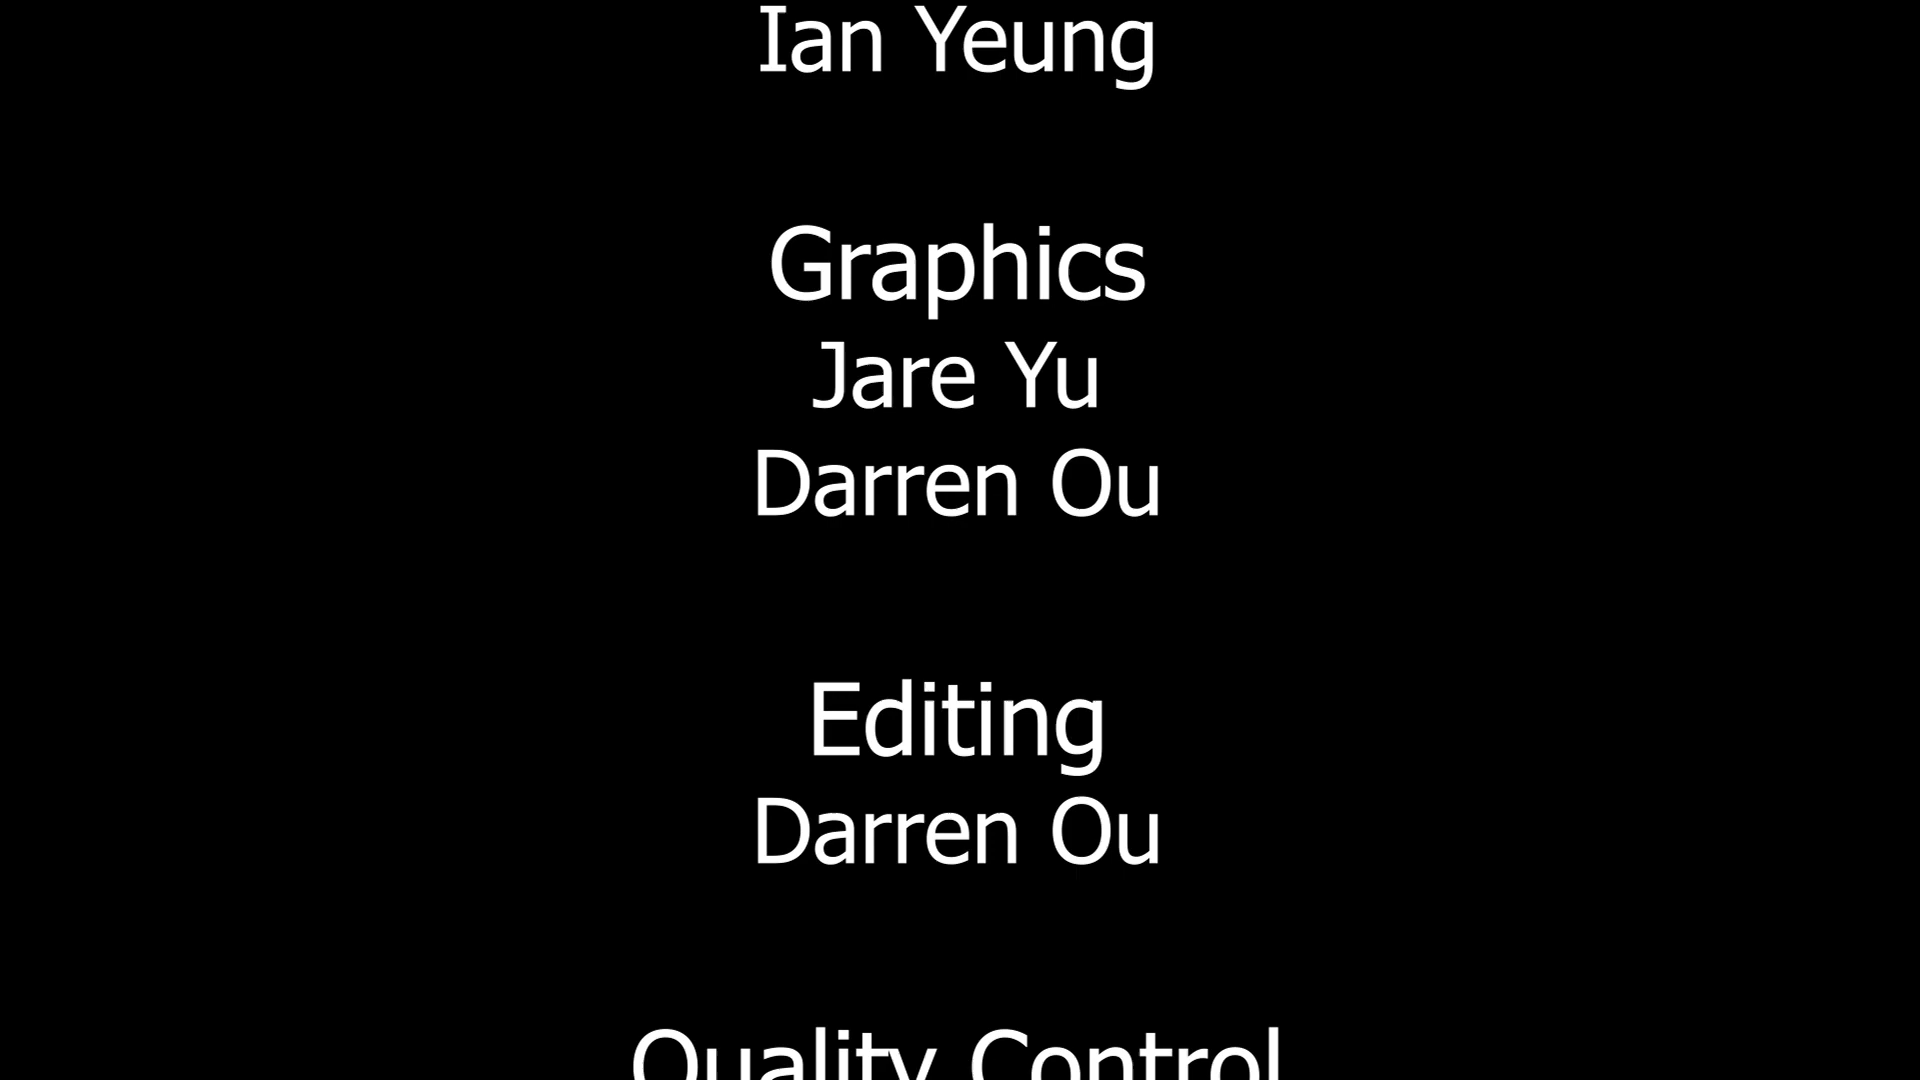 Ian Yeung
Graphics
Jare Yu
Darren Ou
Editing
Darren Ou
Quality Control